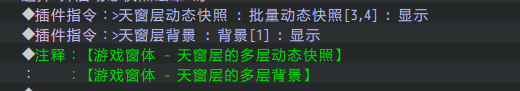 ◆插件指令：>天窗层动态快照 : 批量动态快照[3,4] : 显示
◆插件指令：>天窗层背景 : 背景[1] : 显示
◆注释：【游戏窗体 - 天窗层的多层动态快照】
：　　：【游戏窗体 - 天窗层的多层背景】